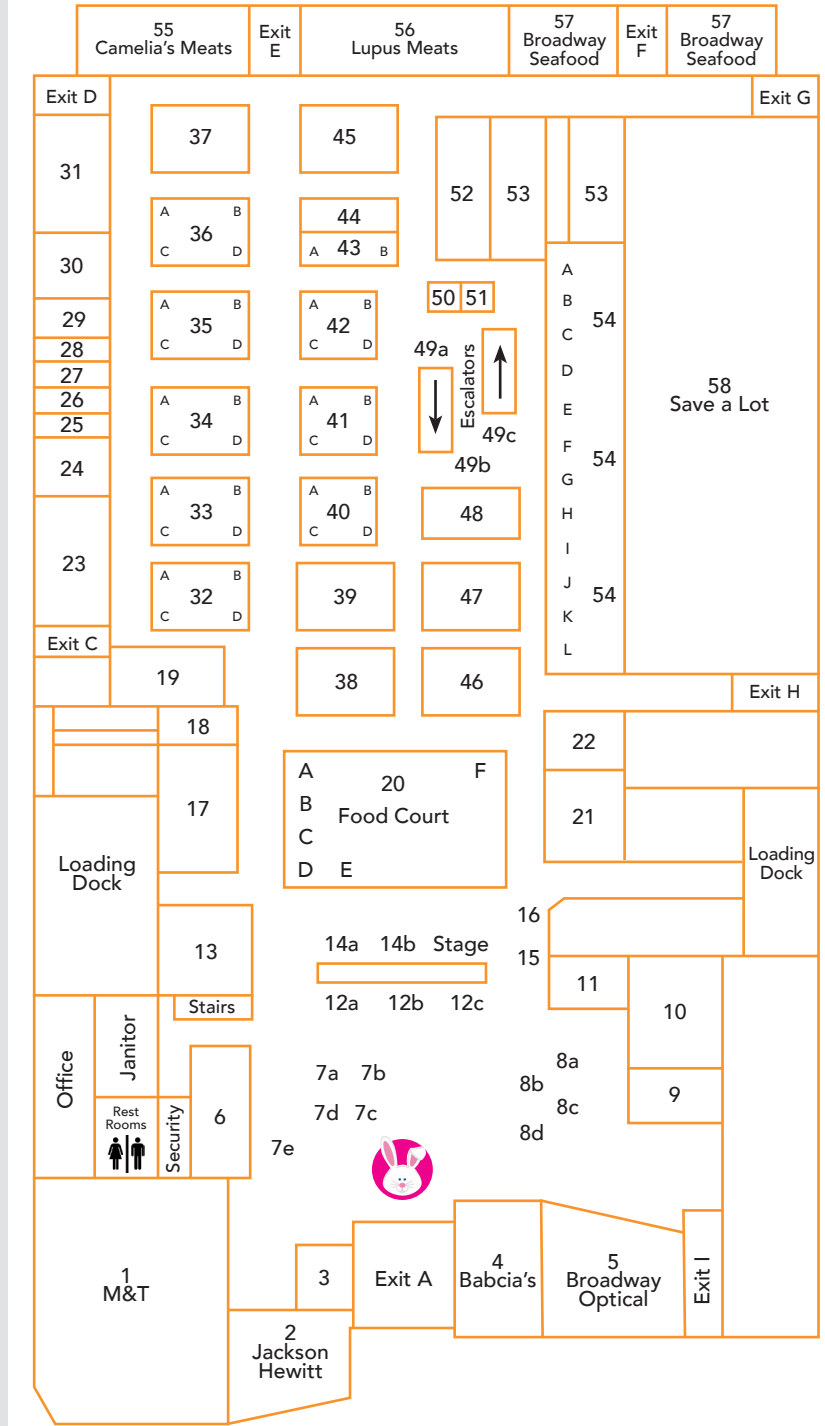 55
Camelia's Meats
Exit
E
56
Lupus Meats
57
Broadway
Seafood
Exit
F
57
Broadway
Seafood
Exit D
Exit G
31
37
45
52
53
53
A B
36
C D
44
A 43 B
30
29
28
27
26
25
24
23
A B
35
C D
A B
42
C D
50 51
49a
Escalators
49c
49b
A
B
C
D
E
F
G
H
I
J
K
L
54
54
54
58
Save a Lot
A B
34
C D
A B
41
C D
A B
33
C D
A B
40
C D
48
A B
32
C D
39
47
Exit C
19
38
46
Exit H
18
17
22
21
A
B
C
D
E
F
20
Food Court
Loading
Dock
Loading
Dock
13
Stairs
14a 14b Stage
12a 12b 12c
16
15
11
10
9
Office
Janitor
Rest
Rooms
Security
6
7a 7b
7d 7c
7e
8a
8b
8c
8d
1
M&T
2
Jackson
Hewitt
3
Exit A
4
Babcia's
5
Broadway
Optical
Exit I